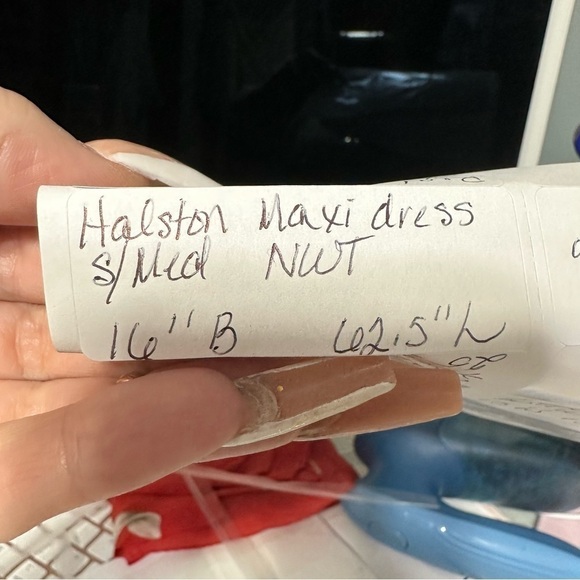 Halston Maxi dress
S/Med NWT
16" B 62.5" L